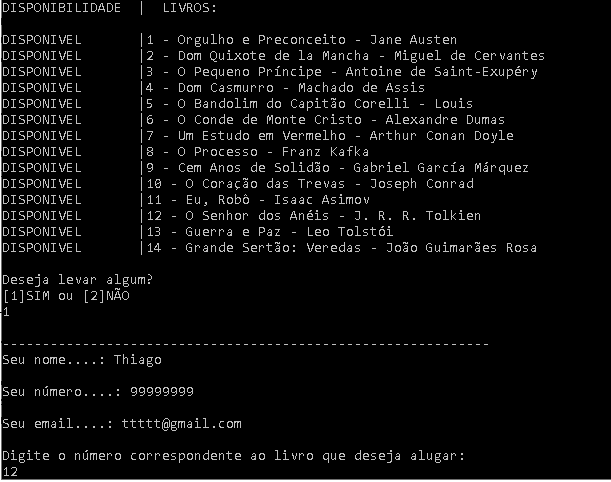 DISPONIBILIDADE | LIVROS:
DISPONIVEL |1 - Orgulho e Preconceito - Jane Austen
DISPONIVEL |2 - Dom Quixote de la Mancha - Miguel de Cervantes
DISPONIVEL |3 - O Pequeno Príncipe - Antoine de Saint-Exupéry
DISPONIVEL |4 - Dom Casmurro - Machado de Assis
DISPONIVEL |5 - O Bandolim do Capitão Corelli - Louis
DISPONIVEL |6 - O Conde de Monte Cristo - Alexandre Dumas
DISPONIVEL |7 - Um Estudo em Vermelho - Arthur Conan Doyle
DISPONIVEL |8 - O Processo - Franz Kafka
DISPONIVEL |9 - Cem Anos de Solidão - Gabriel García Márquez
DISPONIVEL |10 - O Coração das Trevas - Joseph Conrad
DISPONIVEL |11 - Eu, Robô - Isaac Asimov
DISPONIVEL |12 - O Senhor dos Anéis - J. R. R. Tolkien
DISPONIVEL |13 - Guerra e Paz - Leo Tolstói
DISPONIVEL |14 - Grande Sertão: Veredas - João Guimarães Rosa
Deseja levar algum?
[1]SIM ou [2]NÃO
1
-------------------------------------------------------------
Seu nome....: Thiago
Seu número....: 99999999
Seu email....: ttttt@gmail.com
Digite o número correspondente ao livro que deseja alugar:
12